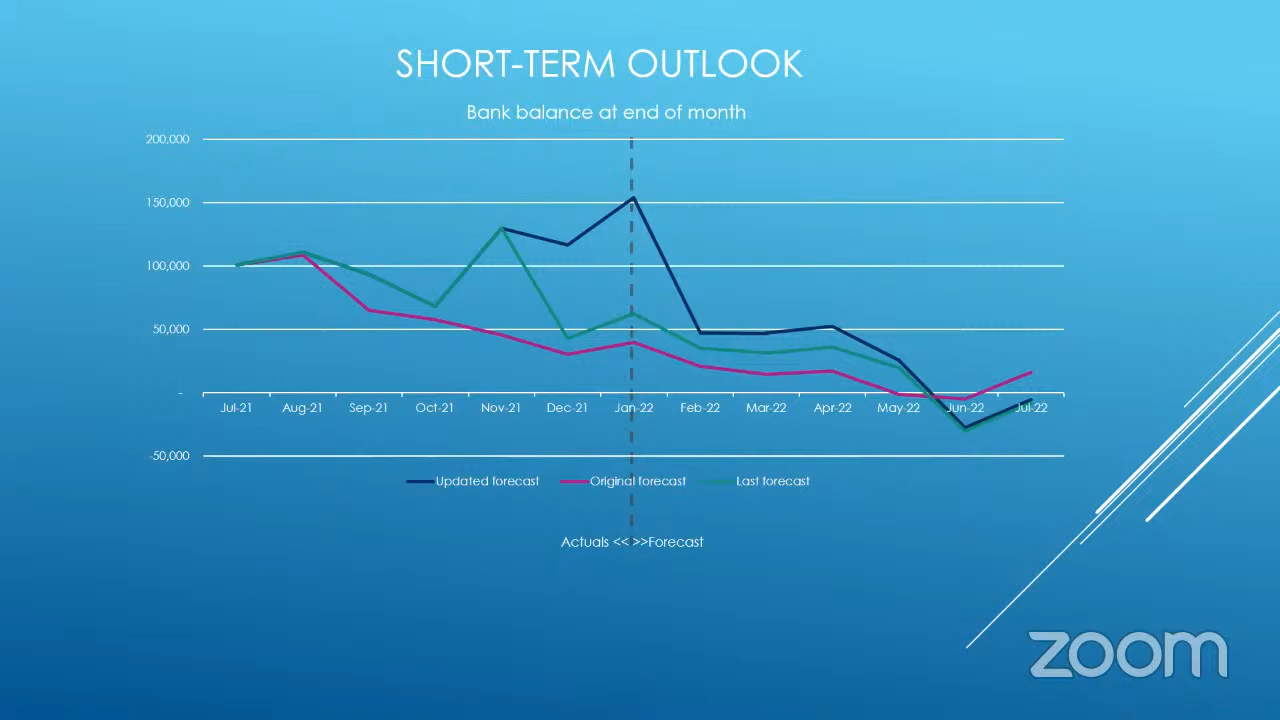 SHORT-TERM OUTLOOK
Bank balance at end of month
200,000
150,000
100,000
50,000
-
Jul-21 Aug-21 Sep-21 Oct-21 Nov-21 Dec-21 Jan-22 Feb-22 Mar-22 Apr-22 May-22 Jun-22 Jul-22
-50,000
Updated forecast Original forecast Last forecast
Actuals << >>Forecast
zoom